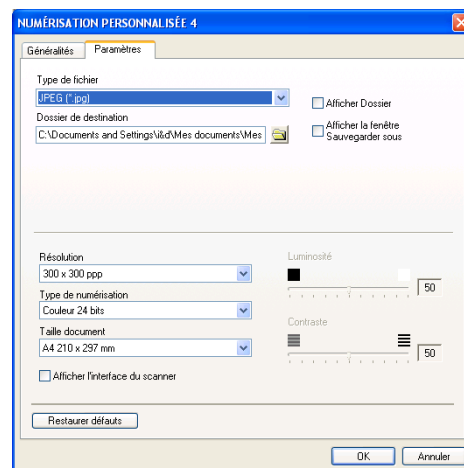 NUMÉRISATION PERSONNALISÉE 4
Généralités
Paramètres
Type de fichier
JPEG (*.jpg)
Afficher Dossier
Dossier de destination
C:\Documents and Settings\i&d\Mes documents\Mes
Afficher la fenêtre
Sauvegarder sous
Résolution
300 x 300 ppp
Luminosité
50
Type de numérisation
Couleur 24 bits
Taille document
A4 210 x 297 mm
Contraste
50
Afficher l'interface du scanner
Restaurer défauts
OK
Annuler